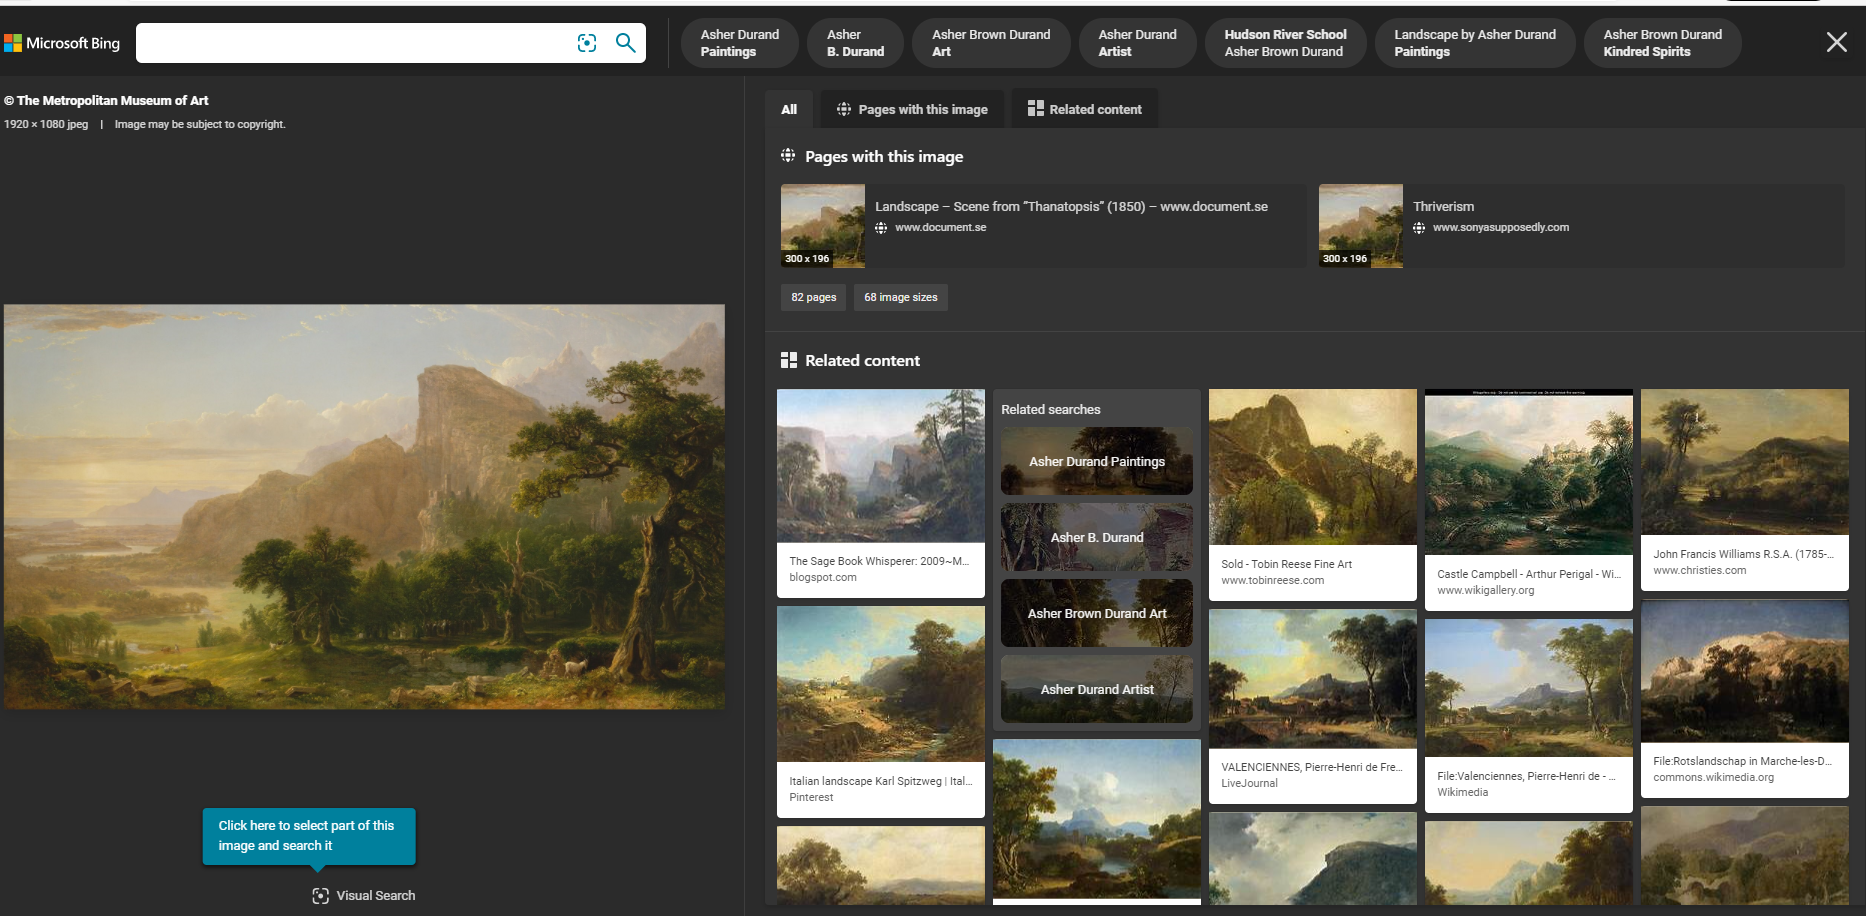 Microsoft Bing
Asher Durand
Paintings
Asher
B. Durand
Asher Brown Durand
Art
Asher Durand
Artist
Hudson River School
Asher Brown Durand
Landscape by Asher Durand
Paintings
Asher Brown Durand
Kindred Spirits
© The Metropolitan Museum of Art
1920 × 1080 jpeg | Image may be subject to copyright.
All
Pages with this image
Related content
Pages with this image
300 x 196
Landscape – Scene from ”Thanatopsis” (1850) – www.document.se
www.document.se
300 x 196
Thriverism
www.sonyasupposedly.com
82 pages
68 image sizes
Related content
The Sage Book Whisperer: 2009~M...
blogspot.com
Italian landscape Karl Spitzweg | Ital...
Pinterest
Related searches
Asher Durand Paintings
Asher B. Durand
Asher Brown Durand Art
Asher Durand Artist
Sold - Tobin Reese Fine Art
www.tobinreese.com
VALENCIENNES, Pierre-Henri de Fre...
LiveJournal
Castle Campbell - Arthur Perigal - Wi...
www.wikigallery.org
File:Valenciennes, Pierre-Henri de - ...
Wikimedia
John Francis Williams R.S.A. (1785-...
www.christies.com
File:Rotslandschap in Marche-les-D...
commons.wikimedia.org
Click here to select part of this
image and search it
Visual Search